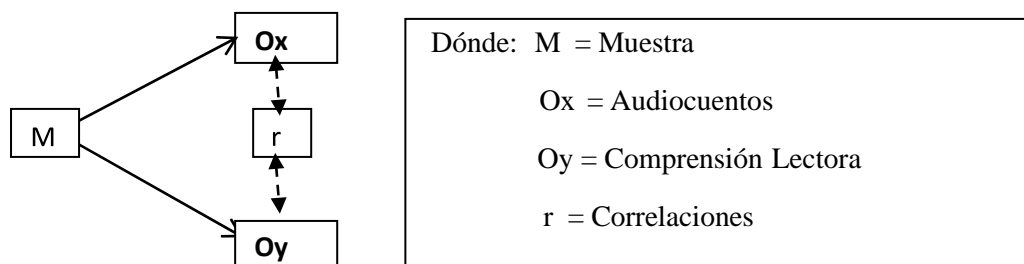 Ox
M
r
Oy
Dónde: M = Muestra
Ox = Audiocuentos
Oy = Comprensión Lectora
r = Correlaciones